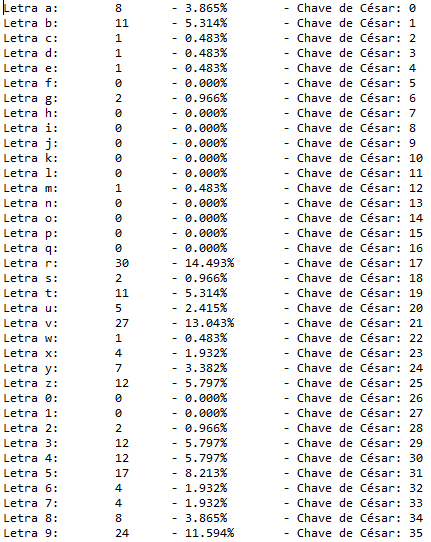 Letra a: 8 - 3.865% - Chave de César: 0
Letra b: 11 - 5.314% - Chave de César: 1
Letra c: 1 - 0.483% - Chave de César: 2
Letra d: 1 - 0.483% - Chave de César: 3
Letra e: 1 - 0.483% - Chave de César: 4
Letra f: 0 - 0.000% - Chave de César: 5
Letra g: 2 - 0.966% - Chave de César: 6
Letra h: 0 - 0.000% - Chave de César: 7
Letra i: 0 - 0.000% - Chave de César: 8
Letra j: 0 - 0.000% - Chave de César: 9
Letra k: 0 - 0.000% - Chave de César: 10
Letra l: 0 - 0.000% - Chave de César: 11
Letra m: 1 - 0.483% - Chave de César: 12
Letra n: 0 - 0.000% - Chave de César: 13
Letra o: 0 - 0.000% - Chave de César: 14
Letra p: 0 - 0.000% - Chave de César: 15
Letra q: 0 - 0.000% - Chave de César: 16
Letra r: 30 - 14.493% - Chave de César: 17
Letra s: 2 - 0.966% - Chave de César: 18
Letra t: 11 - 5.314% - Chave de César: 19
Letra u: 5 - 2.415% - Chave de César: 20
Letra v: 27 - 13.043% - Chave de César: 21
Letra w: 1 - 0.483% - Chave de César: 22
Letra x: 4 - 1.932% - Chave de César: 23
Letra y: 7 - 3.382% - Chave de César: 24
Letra z: 12 - 5.797% - Chave de César: 25
Letra 0: 0 - 0.000% - Chave de César: 26
Letra 1: 0 - 0.000% - Chave de César: 27
Letra 2: 2 - 0.966% - Chave de César: 28
Letra 3: 12 - 5.797% - Chave de César: 29
Letra 4: 12 - 5.797% - Chave de César: 30
Letra 5: 17 - 8.213% - Chave de César: 31
Letra 6: 4 - 1.932% - Chave de César: 32
Letra 7: 4 - 1.932% - Chave de César: 33
Letra 8: 8 - 3.865% - Chave de César: 34
Letra 9: 24 - 11.594% - Chave de César: 35